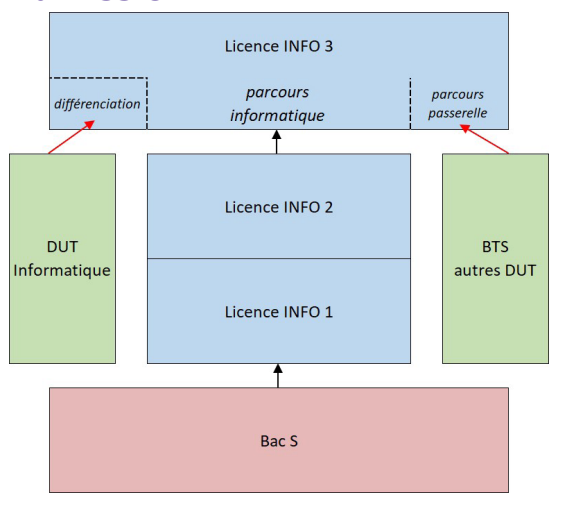 Licence INFO 3
différenciation
parcours
informatique
parcours
passerelle
DUT
Informatique
Licence INFO 2
Licence INFO 1
BTS
autres DUT
Bac S